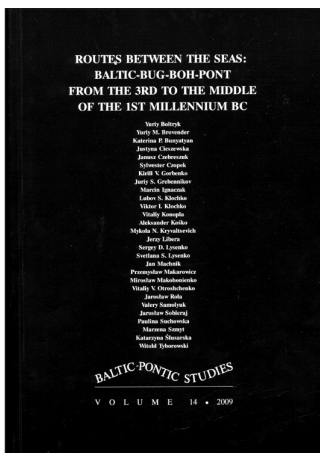 ROUTES BETWEEN THE SEAS:
BALTIC-BUG-BOH-PONT
FROM THE 3RD TO THE MIDDLE
OF THE 1ST MILLENNIUM BC
Yuriy Boltryk
Yuriy M. Brovender
Katerina P. Bunyatyan
Justyna Cieszewska
Janusz Czebreszuk
Sylwester Czopek
Kirill V. Gorbenko
Juriy S. Grebennikov
Marcin Ignaczak
Lubov S. Klochko
Viktor I. Klochko
Vitaliy Konopla
Aleksander Kośko
Mykola N. Kryvaltsevich
Jerzy Libera
Sergey D. Lysenko
Svetlana S. Lysenko
Jan Machnik
Przemysław Makarowicz
Mirosław Makohonienko
Vitaliy V. Otroshchenko
Jarosław Rola
Valery Samolyuk
Jarosław Sobieraj
Paulina Suchowska
Marzena Szmyt
Katarzyna Ślusarska
Witold Tyborowski
BALTIC-PONTIC STUDIES
VOLUME 14 • 2009